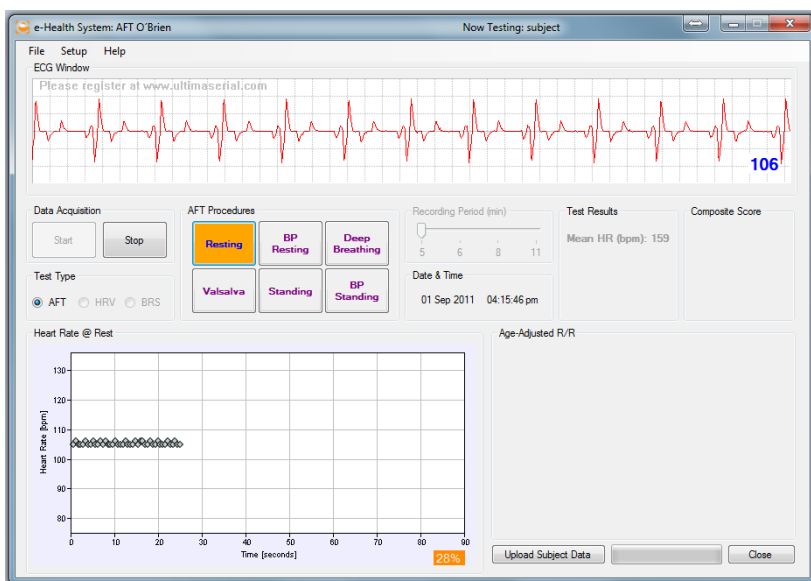 e-Health System: AFT O'Brien
Now Testing: subject
File Setup Help
ECG Window
Please register at www.ultimaserial.com
106
Data Acquisition
Start
Stop
AFT Procedures
Resting
BP
Resting
Deep
Breathing
Valsalva
Standing
BP
Standing
Recording Period (min)
5 6 8 11
Test Results
Mean HR (bpm): 159
Composite Score
Test Type
AFT HRV BRS
Date & Time
01 Sep 2011 04:15:46 pm
Heart Rate @ Rest
130
120
110
100
90
80
Heart Rate [bpm]
0 10 20 30 40 50 60 70 80 90
Time [seconds]
28%
Age-Adjusted R/R
Upload Subject Data
Close